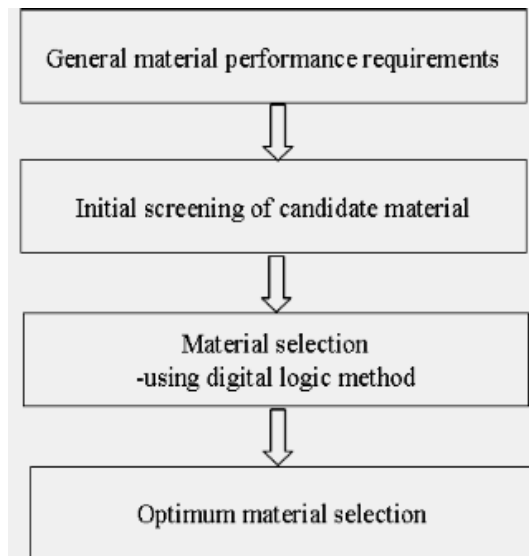 General material performance requirements
Initial screening of candidate material
Material selection
-using digital logic method
Optimum material selection